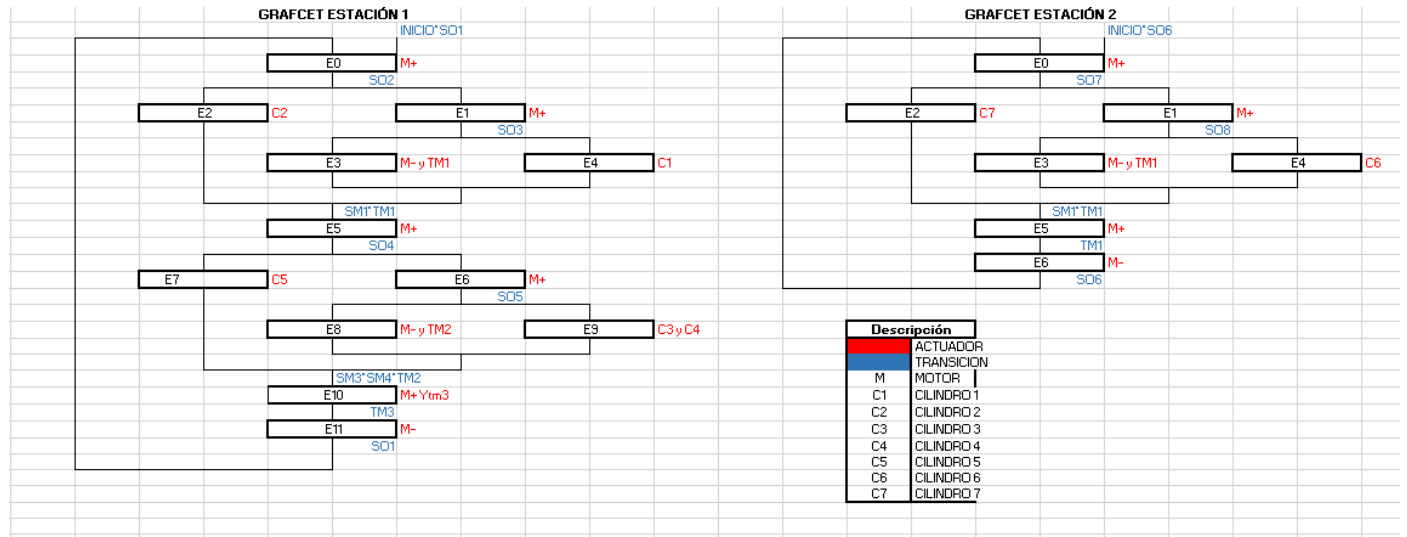 GRAFCET ESTACIÓN 1
INICIO*SO1
E0 M+
SO2
E2 C2 E1 M+
SO3
E3 M- y TM1 E4 C1
SM1*TM1
E5 M+
SO4
E7 C5 E6 M+
SO5
E8 M- y TM2 E9 C3 y C4
SM3*SM4*TM2
E10 M+ Ytm3
TM3
E11 M-
SO1
GRAFCET ESTACIÓN 2
INICIO*SO6
E0 M+
SO7
E2 C7 E1 M+
SO8
E3 M- y TM1 E4 C6
SM1*TM1
E5 M+
TM1
E6 M-
SO6
Descripción
ACTUADOR
TRANSICION
M MOTOR
C1 CILINDRO 1
C2 CILINDRO 2
C3 CILINDRO 3
C4 CILINDRO 4
C5 CILINDRO 5
C6 CILINDRO 6
C7 CILINDRO 7